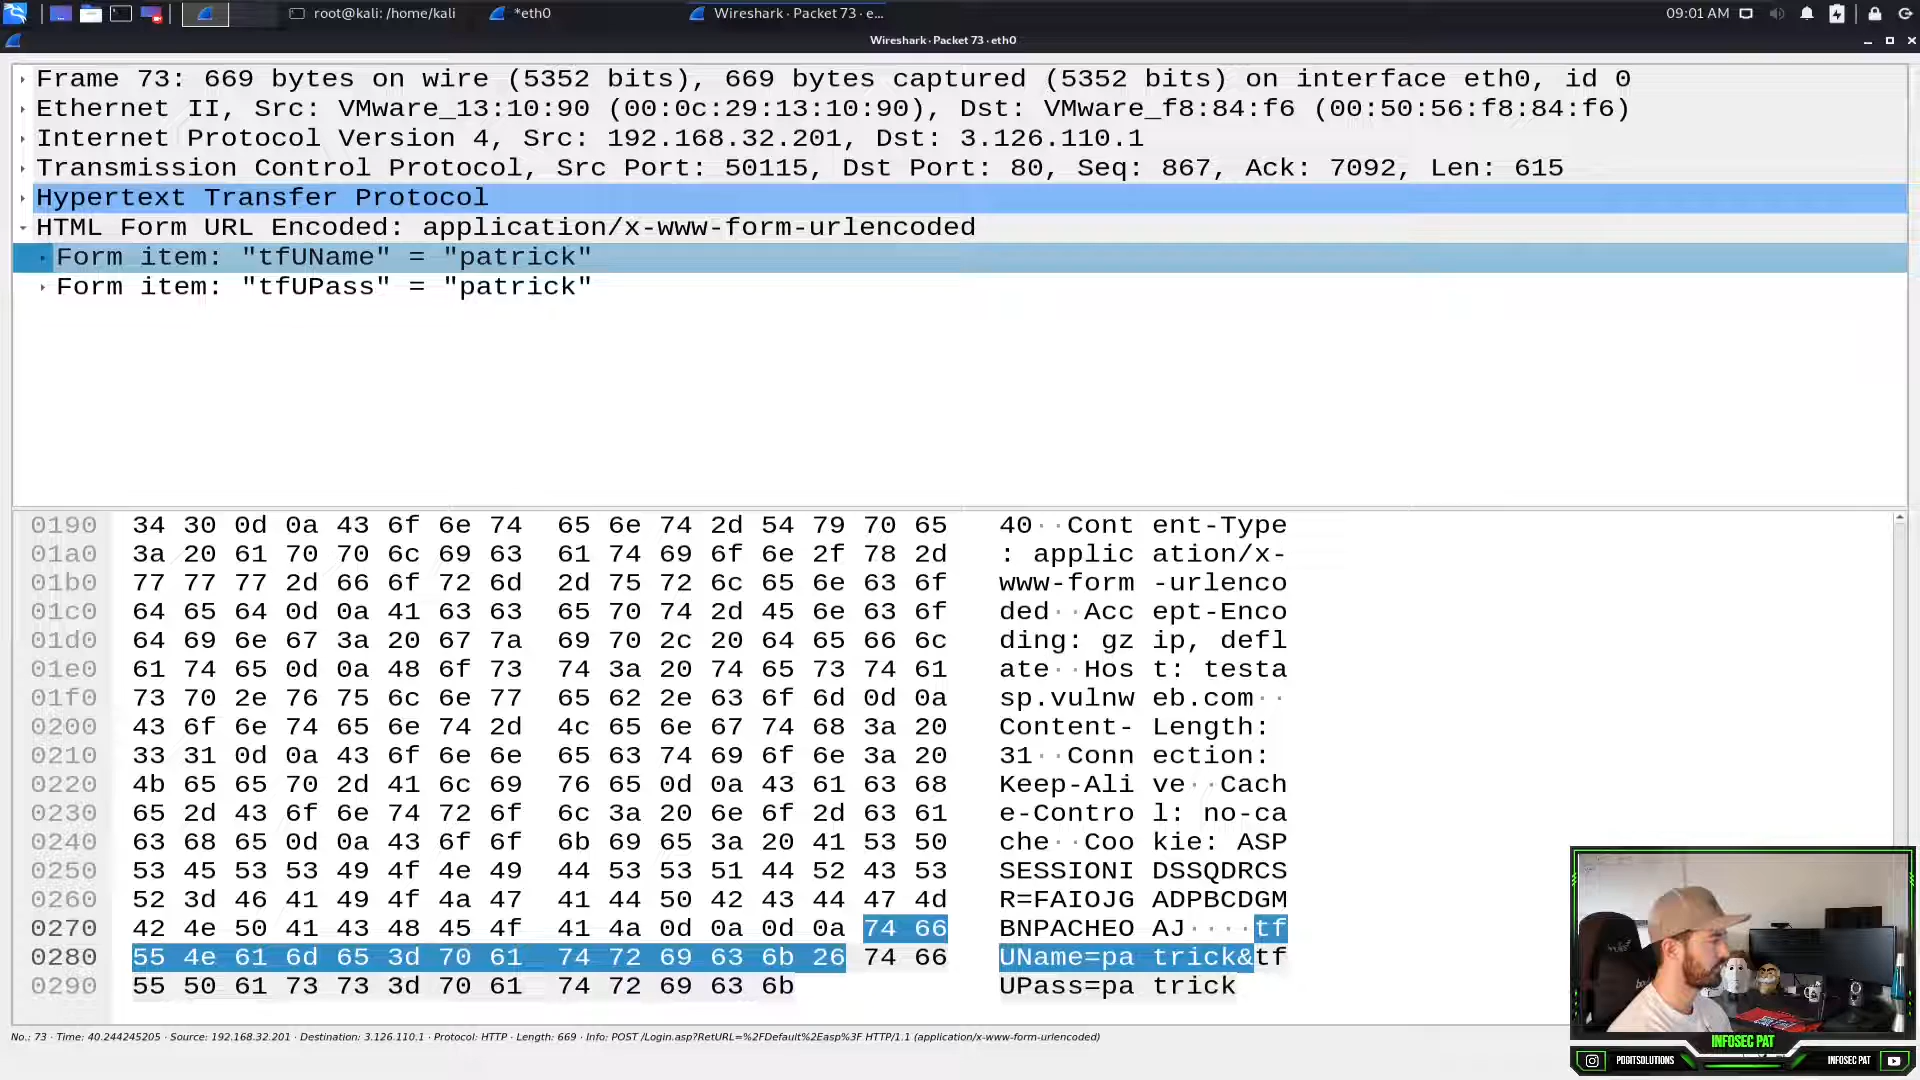 root@kali: /home/kali
*eth0
Wireshark · Packet 73 · e...
09:01 AM
Wireshark · Packet 73 · eth0
Frame 73: 669 bytes on wire (5352 bits), 669 bytes captured (5352 bits) on interface eth0, id 0
Ethernet II, Src: VMware_13:10:90 (00:0c:29:13:10:90), Dst: VMware_f8:84:f6 (00:50:56:f8:84:f6)
Internet Protocol Version 4, Src: 192.168.32.201, Dst: 3.126.110.1
Transmission Control Protocol, Src Port: 50115, Dst Port: 80, Seq: 867, Ack: 7092, Len: 615
Hypertext Transfer Protocol
HTML Form URL Encoded: application/x-www-form-urlencoded
Form item: "tfUName" = "patrick"
Form item: "tfUPass" = "patrick"
0190 34 30 0d 0a 43 6f 6e 74 65 6e 74 2d 54 79 70 65 40··Cont ent-Type
01a0 3a 20 61 70 70 6c 69 63 61 74 69 6f 6e 2f 78 2d : applic ation/x-
01b0 77 77 77 2d 66 6f 72 6d 2d 75 72 6c 65 6e 63 6f www-form -urlenco
01c0 64 65 64 0d 0a 41 63 63 65 70 74 2d 45 6e 63 6f ded··Acc ept-Enco
01d0 64 69 6e 67 3a 20 67 7a 69 70 2c 20 64 65 66 6c ding: gz ip, defl
01e0 61 74 65 0d 0a 48 6f 73 74 3a 20 74 65 73 74 61 ate··Hos t: testa
01f0 73 70 2e 76 75 6c 6e 77 65 62 2e 63 6f 6d 0d 0a sp.vulnw eb.com··
0200 43 6f 6e 74 65 6e 74 2d 4c 65 6e 67 74 68 3a 20 Content- Length:
0210 33 31 0d 0a 43 6f 6e 6e 65 63 74 69 6f 6e 3a 20 31··Conn ection:
0220 4b 65 65 70 2d 41 6c 69 76 65 0d 0a 43 61 63 68 Keep-Ali ve··Cach
0230 65 2d 43 6f 6e 74 72 6f 6c 3a 20 6e 6f 2d 63 61 e-Contro l: no-ca
0240 63 68 65 0d 0a 43 6f 6f 6b 69 65 3a 20 41 53 50 che··Coo kie: ASP
0250 53 45 53 53 49 4f 4e 49 44 53 53 51 44 52 43 53 SESSIONI DSSQDRCS
0260 52 3d 46 41 49 4f 4a 47 41 44 50 42 43 44 47 4d R=FAIOJG ADPBCDGM
0270 42 4e 50 41 43 48 45 4f 41 4a 0d 0a 0d 0a 74 66 BNPACHEO AJ····tf
0280 55 4e 61 6d 65 3d 70 61 74 72 69 63 6b 26 74 66 UName=pa trick&tf
0290 55 50 61 73 73 3d 70 61 74 72 69 63 6b UPass=pa trick
No.: 73 · Time: 40.244245205 · Source: 192.168.32.201 · Destination: 3.126.110.1 · Protocol: HTTP · Length: 669 · Info: POST /Login.asp?RetURL=%2FDefault%2Easp%3F HTTP/1.1 (application/x-www-form-urlencoded)
INFOSEC PAT
PDDITSOLUTIONS
INFOSEC PAT